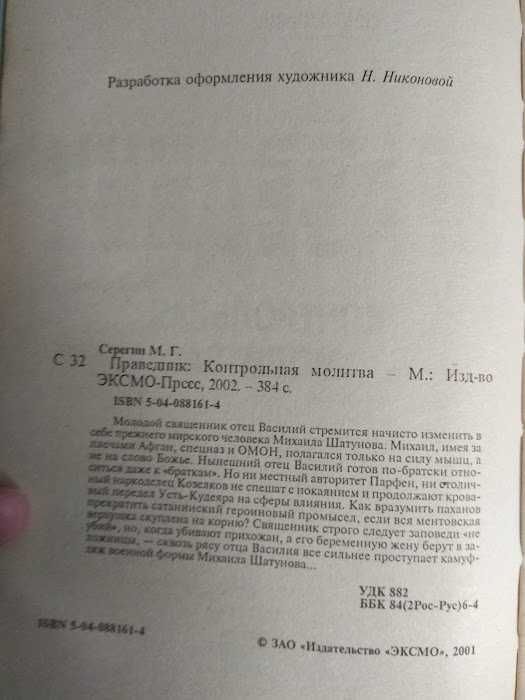 Разработка оформления художника Н. Никоновой
Серегин М. Г.
С 32 Праведник: Контрольная молитва – М.: Изд-во
ЭКСМО-Пресс, 2002. – 384 с.
ISBN 5-04-088161-4
Молодой священник отец Василий стремится начисто изменить в
себе прежнего мирского человека Михаила Шатунова. Михаил, имея за
плечами Афган, спецназ и ОМОН, полагался только на силу мышц, а
не на слово Божье. Нынешний отец Василий готов по-братски отно-
ситься даже к «браткам». Но ни местный авторитет Парфен, ни столич-
ный наркоделец Козелков не спешат с покаянием и продолжают крова-
вый передел Усть-Кудеяра на сферы влияния. Как вразумить паханов
прекратить сатанинский героиновый промысел, если вся ментовская
верхушка скуплена на корню? Священник строго следует заповеди «не
убий», но, когда убивают прихожан, а его беременную жену берут в за-
ложницы, — сквозь рясу отца Василия все сильнее проступает камуф-
ляж военной формы Михаила Шатунова...
УДК 882
ББК 84(2Рос-Рус)6-4
ISBN 5-04-088161-4
© ЗАО «Издательство «ЭКСМО», 2001